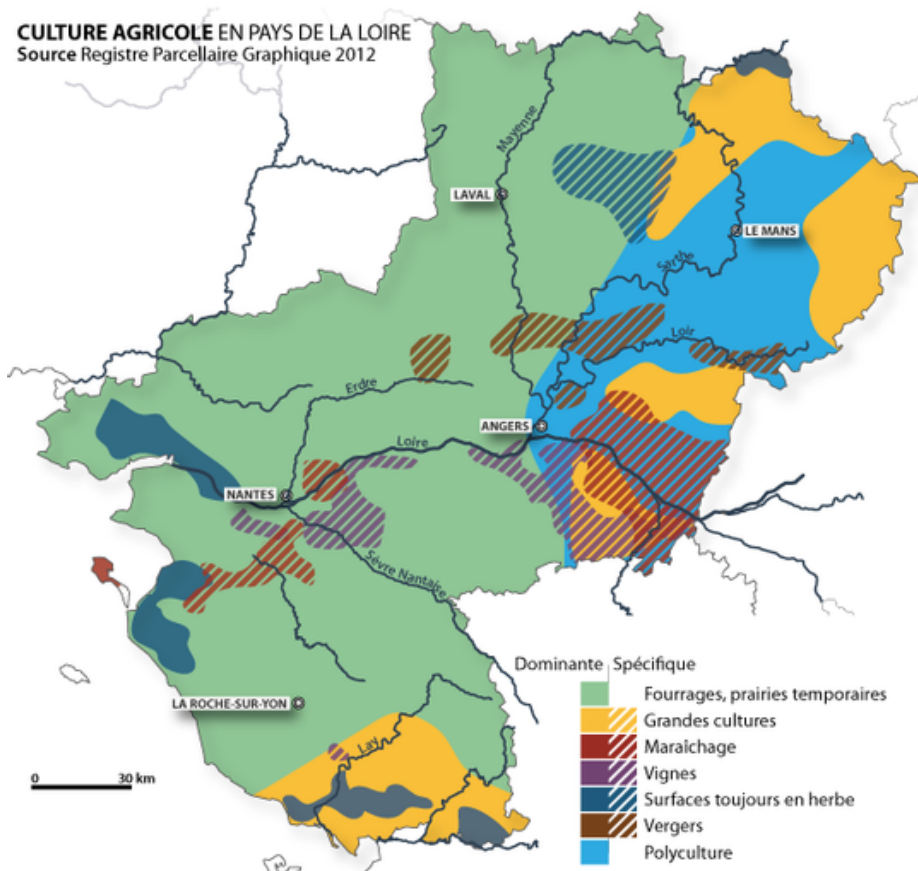 CULTURE AGRICOLE EN PAYS DE LA LOIRE
Source Registre Parcellaire Graphique 2012
Mayenne
LAVAL
LE MANS
Sarthe
Loir
Erdre
ANGERS
Loire
NANTES
Sèvre Nantaise
LA ROCHE-SUR-YON
Lay
0 30 km
Dominante Spécifique
Fourrages, prairies temporaires
Grandes cultures
Maraîchage
Vignes
Surfaces toujours en herbe
Vergers
Polyculture